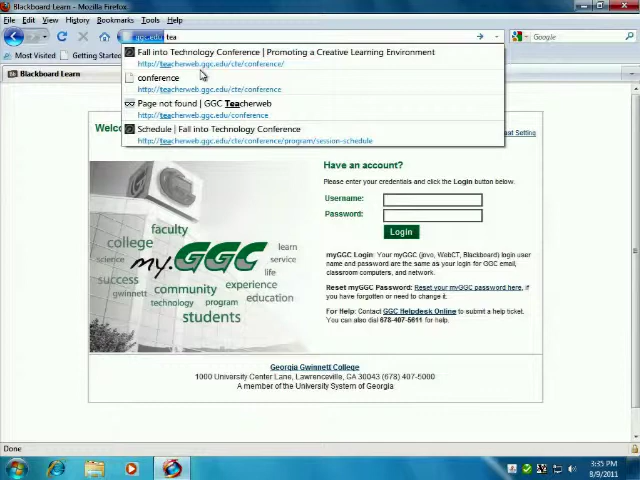 Blackboard Learn - Mozilla Firefox
File Edit View History Bookmarks Tools Help
ggc.edu tea
Google
Most Visited Getting Started
Fall into Technology Conference | Promoting a Creative Learning Environment
http://teacherweb.ggc.edu/cte/conference/
conference
http://teacherweb.ggc.edu/cte/conference
Page not found | GGC Teacherweb
http://teacherweb.ggc.edu/conference
Schedule | Fall into Technology Conference
http://teacherweb.ggc.edu/cte/conference/program/session-schedule
Blackboard Learn
Welc
ast Setting
Have an account?
Please enter your credentials and click the Login button below.
Username:
Password:
Login
myGGC Login: Your myGGC (jovo, WebCT, Blackboard) login user
name and password are the same as your login for GGC email,
classroom computers, and network.
Reset myGGC Password: Reset your myGGC password here, if
you have forgotten or need to change it.
For Help: Contact GGC Helpdesk Online to submit a help ticket.
You can also dial 678-407-5611 for help.
faculty
college
learn
science
my.GGC
service
life
success
experience
gwinnett
community
education
technology
program
students
Georgia Gwinnett College
1000 University Center Lane, Lawrenceville, GA 30043 (678) 407-5000
A member of the University System of Georgia
Done
3:35 PM
8/9/2011